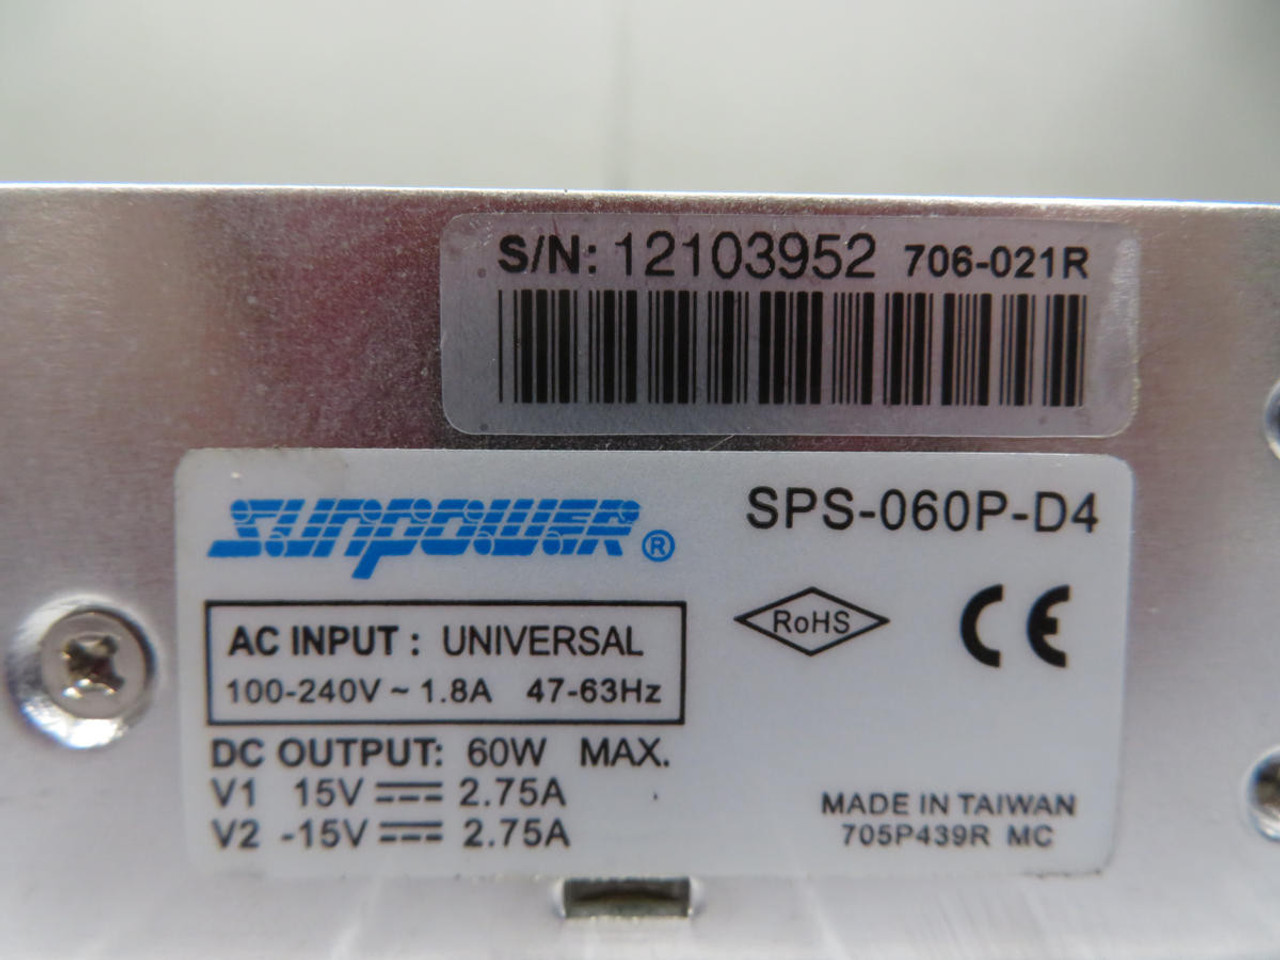 S/N: 12103952 706-021R
SUNPOWER®
SPS-060P-D4
RoHS
CE
AC INPUT : UNIVERSAL
100-240V ~ 1.8A 47-63Hz
DC OUTPUT: 60W MAX.
V1 15V ⎓ 2.75A
V2 -15V ⎓ 2.75A
MADE IN TAIWAN
705P439R MC